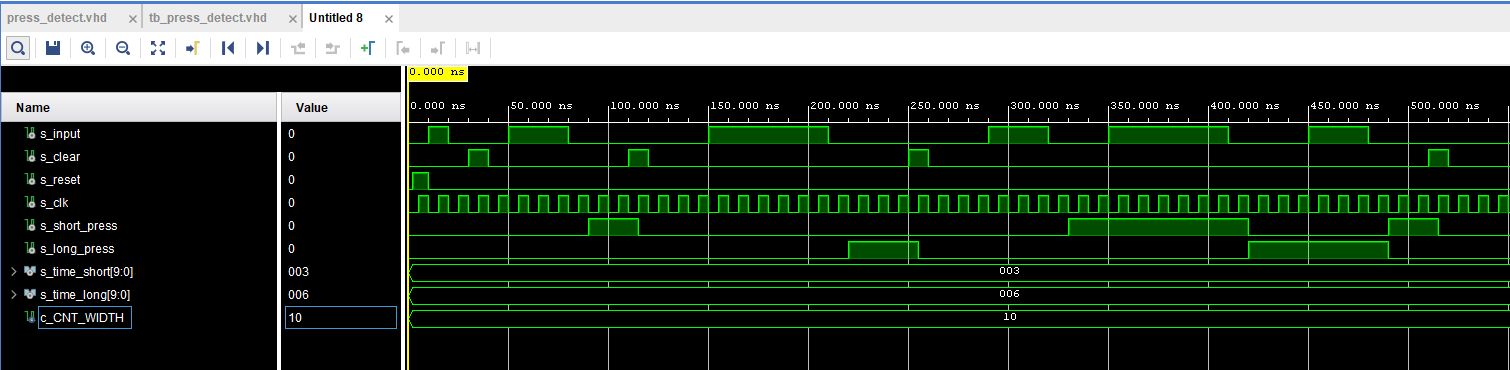 press_detect.vhd × tb_press_detect.vhd × Untitled 8 ×
0.000 ns
Name Value
0.000 ns 50.000 ns 100.000 ns 150.000 ns 200.000 ns 250.000 ns 300.000 ns 350.000 ns 400.000 ns 450.000 ns 500.000 ns
s_input 0
s_clear 0
s_reset 0
s_clk 0
s_short_press 0
s_long_press 0
s_time_short[9:0] 003 003
s_time_long[9:0] 006 006
c_CNT_WIDTH 10 10